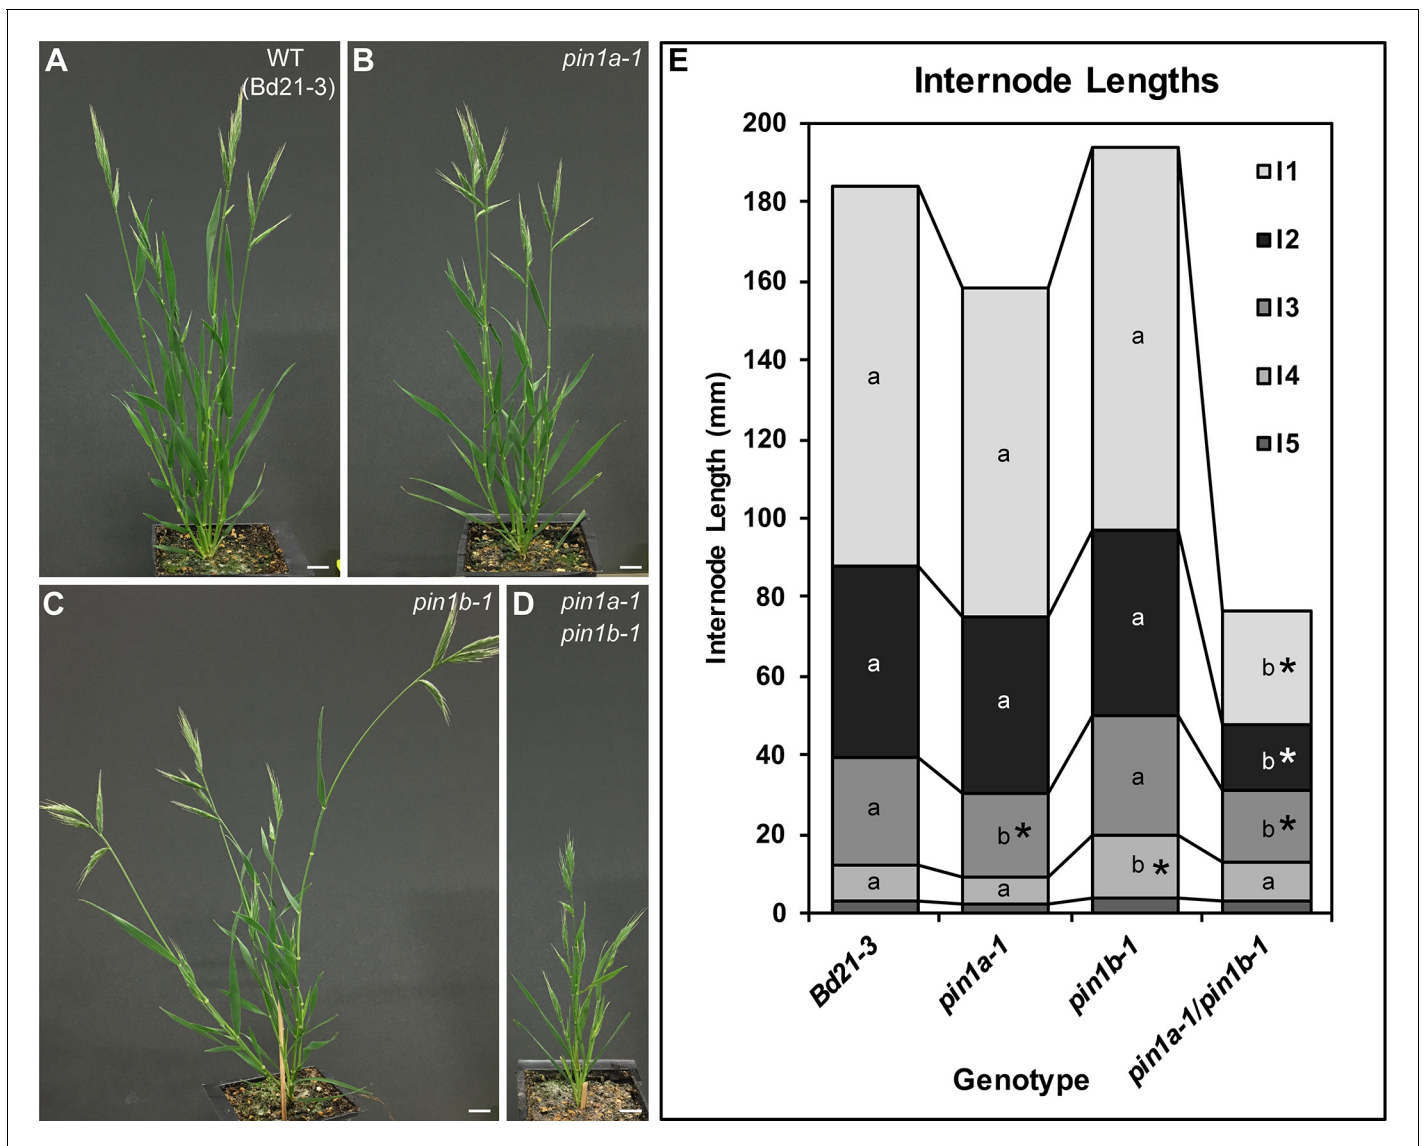 A
WT
(Bd21-3)
B
pin1a-1
C
pin1b-1
D
pin1a-1
pin1b-1
E
Internode Lengths
Internode Length (mm)
200
180
160
140
120
100
80
60
40
20
0
I1
I2
I3
I4
I5
a
a
a
a
a
a
b*
a
a
a
a
b*
b*
b*
b*
a
Bd21-3
pin1a-1
pin1b-1
pin1a-1/pin1b-1
Genotype